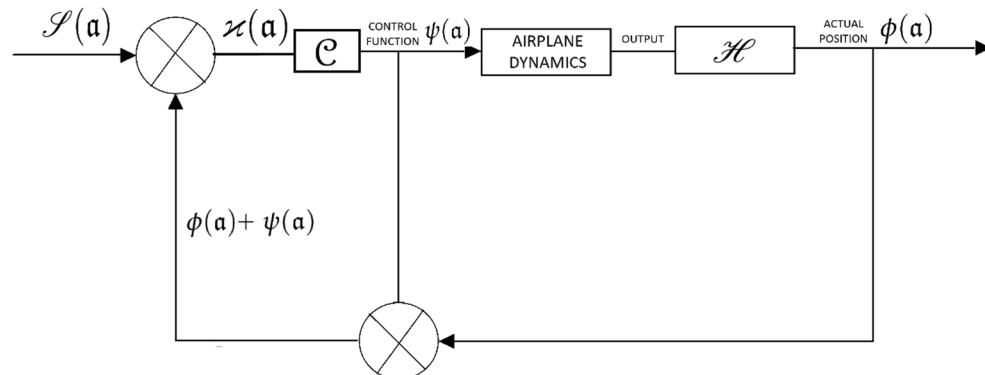 𝒮(𝔞)
ϰ(𝔞)
ℭ
CONTROL
FUNCTION
ψ(𝔞)
AIRPLANE
DYNAMICS
OUTPUT
ℋ
ACTUAL
POSITION
ϕ(𝔞)
ϕ(𝔞)+ ψ(𝔞)